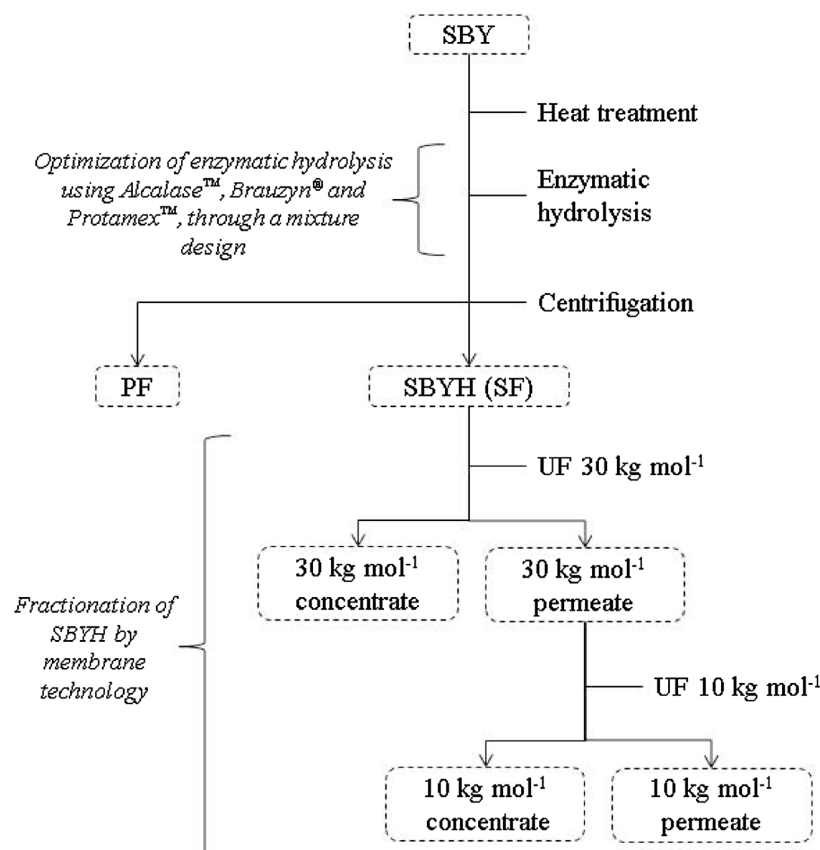 SBY
Heat treatment
Optimization of enzymatic hydrolysis
using Alcalase™, Brauzyn® and
Protamex™, through a mixture
design
Enzymatic
hydrolysis
Centrifugation
PF
SBYH (SF)
UF 30 kg mol⁻¹
30 kg mol⁻¹
concentrate
30 kg mol⁻¹
permeate
Fractionation of
SBYH by
membrane
technology
UF 10 kg mol⁻¹
10 kg mol⁻¹
concentrate
10 kg mol⁻¹
permeate